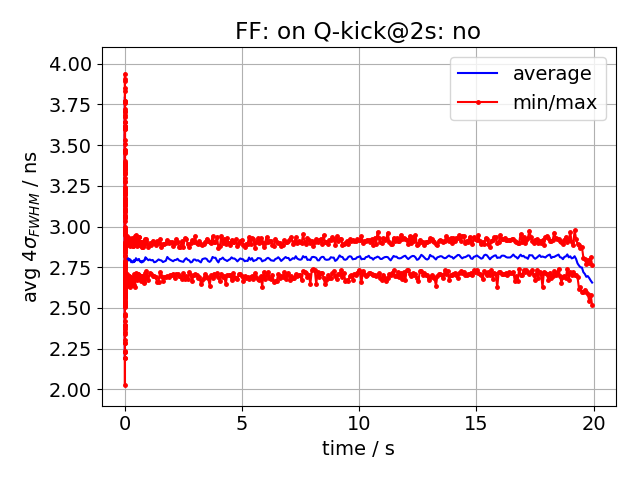 FF: on Q-kick@2s: no
average
min/max
4.00
3.75
3.50
3.25
3.00
2.75
2.50
2.25
2.00
avg 4σ_FWHM / ns
0
5
10
15
20
time / s